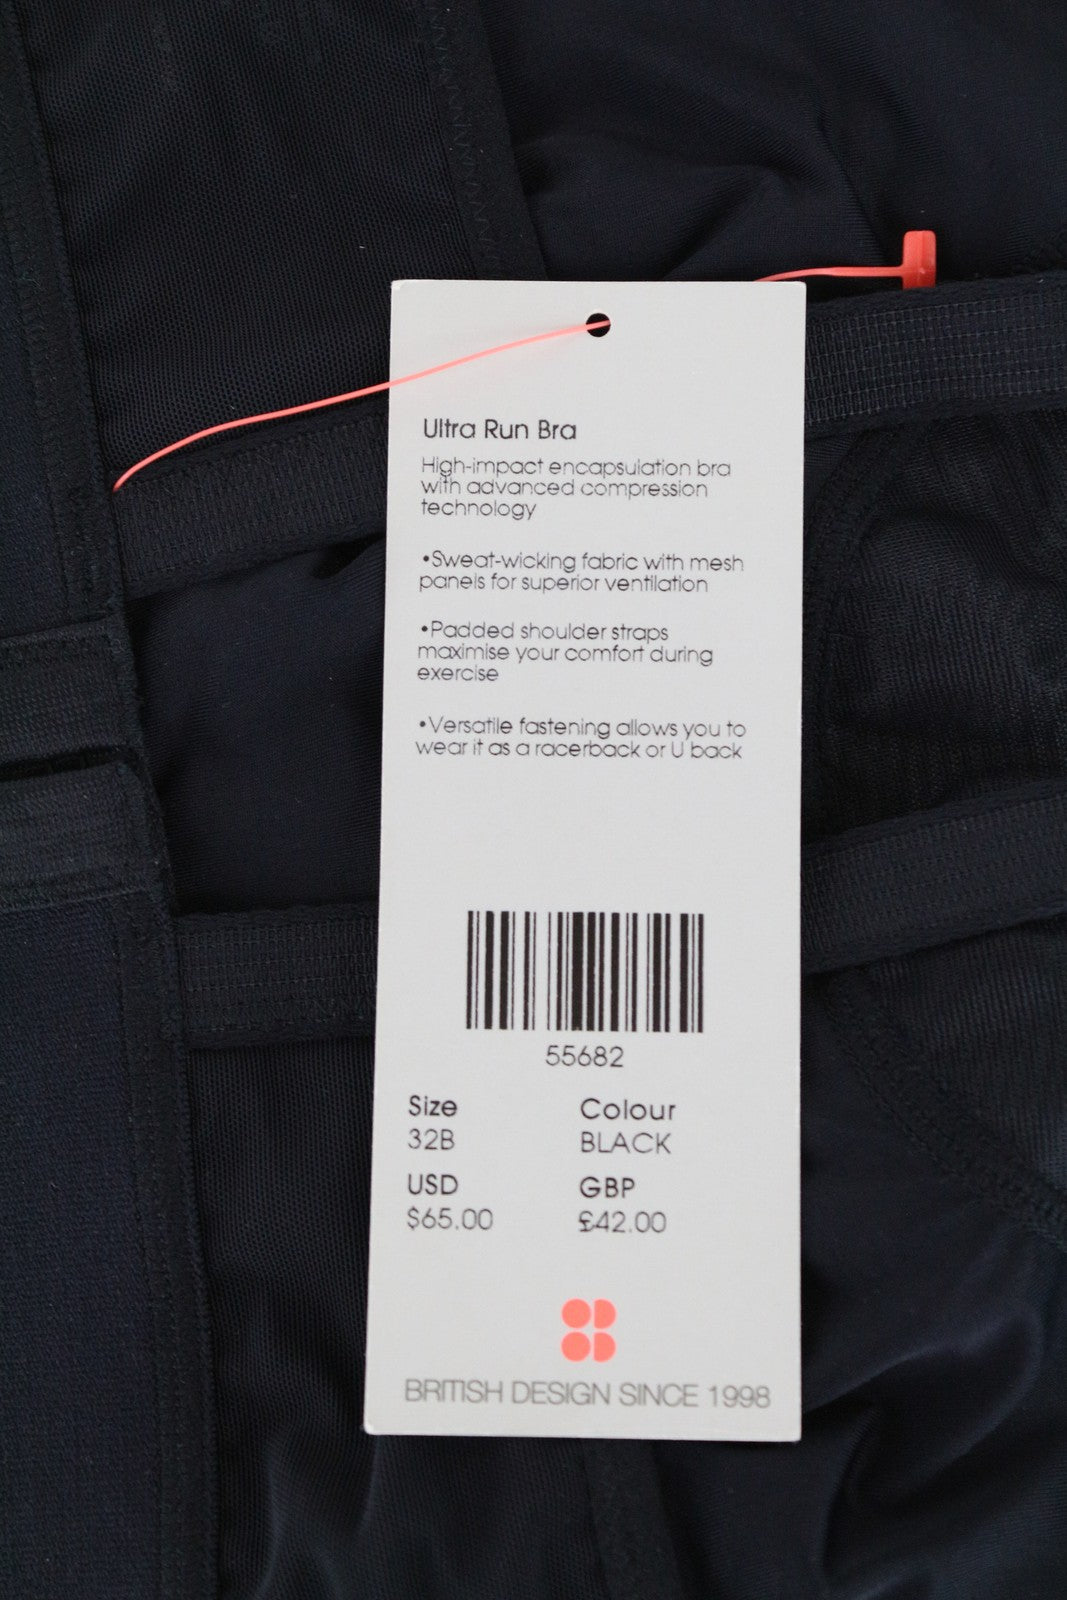 Ultra Run Bra
High-impact encapsulation bra
with advanced compression
technology
•Sweat-wicking fabric with mesh
panels for superior ventilation
•Padded shoulder straps
maximise your comfort during
exercise
•Versatile fastening allows you to
wear it as a racerback or U back
55682
Size Colour
32B BLACK
USD GBP
$65.00 £42.00
BRITISH DESIGN SINCE 1998